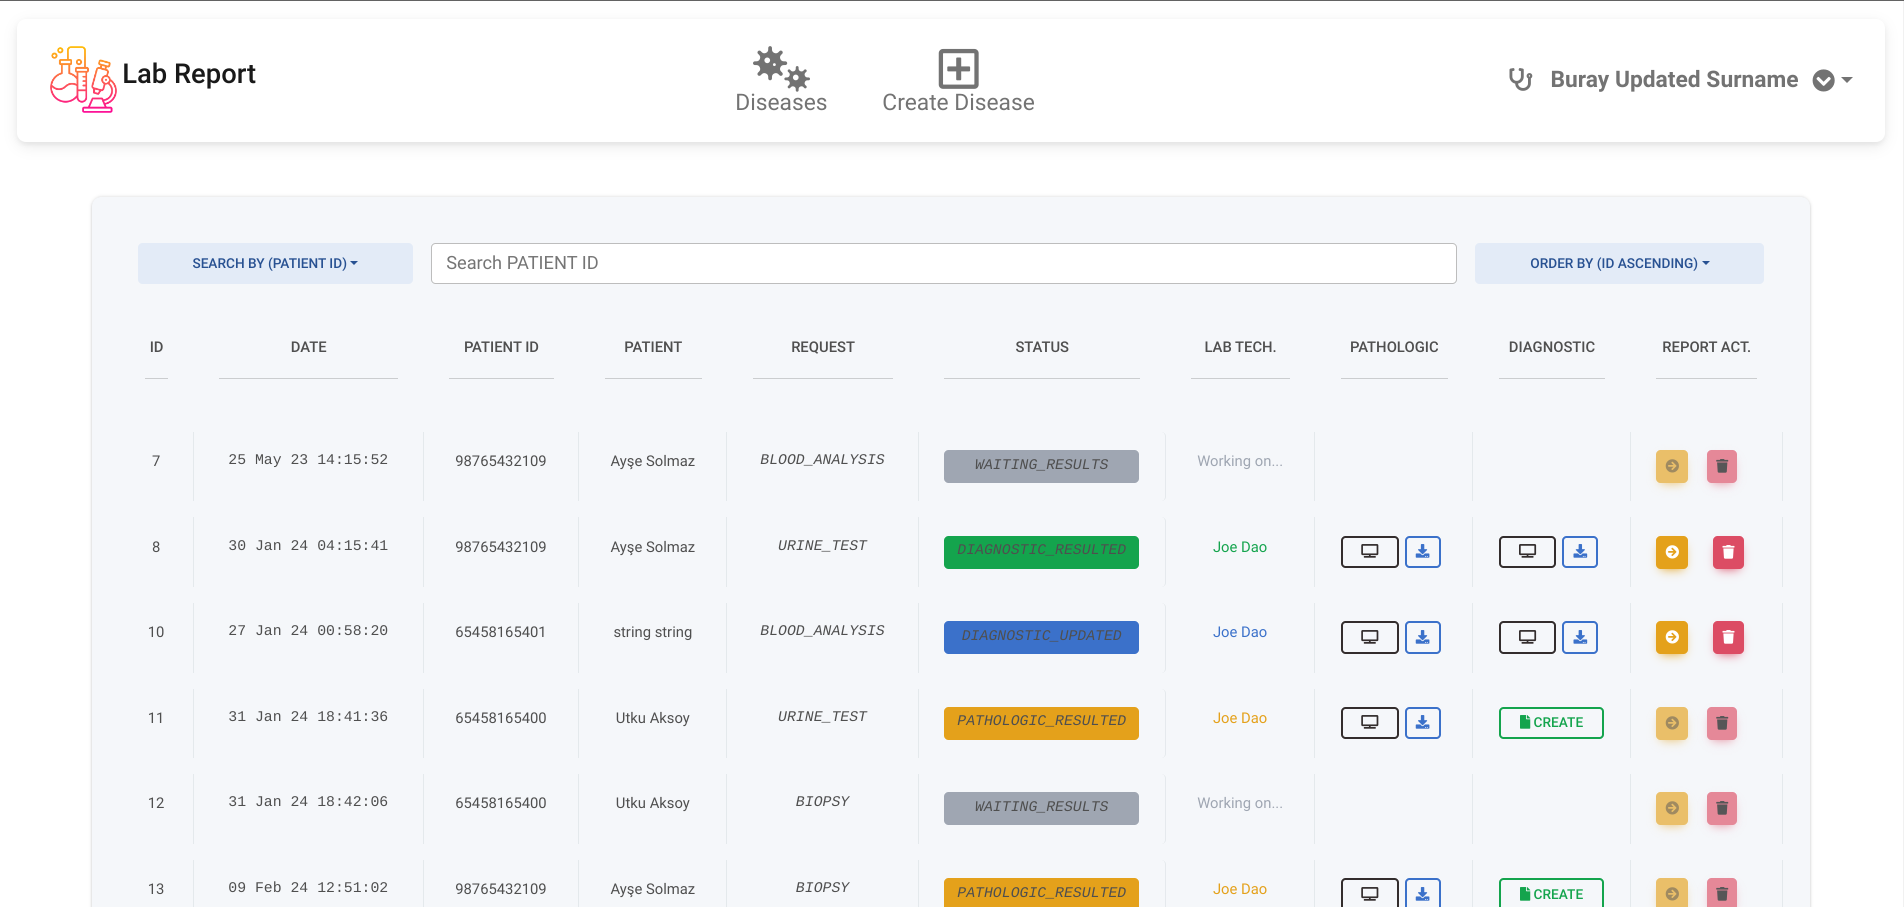 Lab Report
Diseases
Create Disease
Buray Updated Surname
SEARCH BY (PATIENT ID)
Search PATIENT ID
ORDER BY (ID ASCENDING)
ID DATE PATIENT ID PATIENT REQUEST STATUS LAB TECH. PATHOLOGIC DIAGNOSTIC REPORT ACT.
7 25 May 23 14:15:52 98765432109 Ayşe Solmaz BLOOD_ANALYSIS WAITING_RESULTS Working on...
8 30 Jan 24 04:15:41 98765432109 Ayşe Solmaz URINE_TEST DIAGNOSTIC_RESULTED Joe Dao
10 27 Jan 24 00:58:20 65458165401 string string BLOOD_ANALYSIS DIAGNOSTIC_UPDATED Joe Dao
11 31 Jan 24 18:41:36 65458165400 Utku Aksoy URINE_TEST PATHOLOGIC_RESULTED Joe Dao CREATE
12 31 Jan 24 18:42:06 65458165400 Utku Aksoy BIOPSY WAITING_RESULTS Working on...
13 09 Feb 24 12:51:02 98765432109 Ayşe Solmaz BIOPSY PATHOLOGIC_RESULTED Joe Dao CREATE